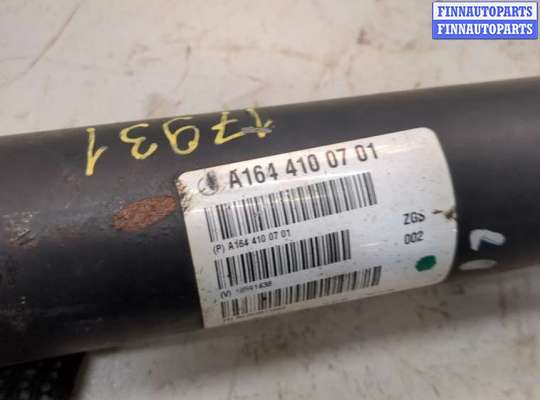 FINNAUTOPARTS
FINNAUTOPARTS
17931
A164 410 07 01
(P) A164 410 07 01
ZGS
002
(V)